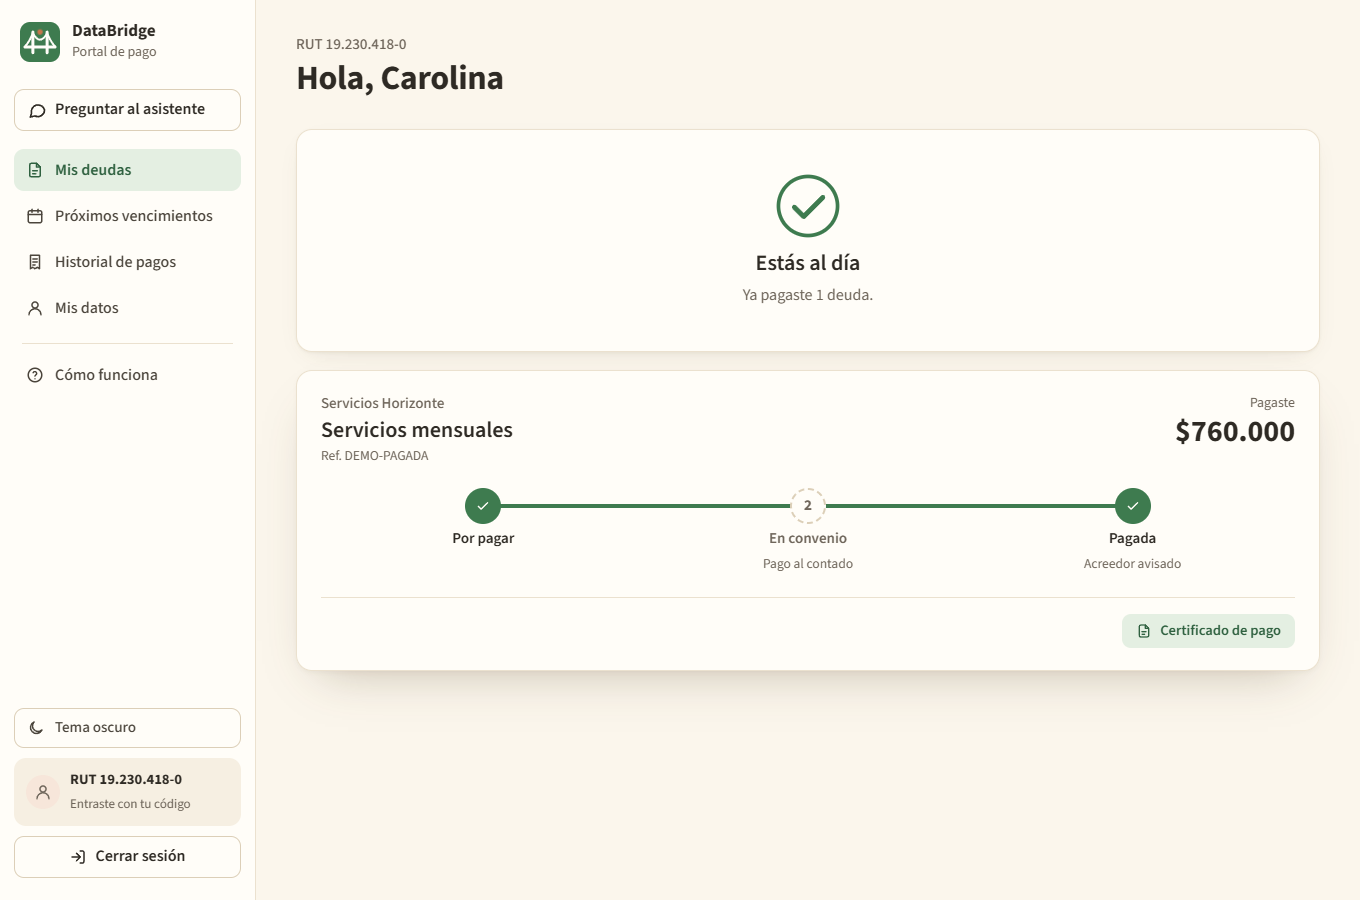 DataBridge
Portal de pago
Preguntar al asistente
Mis deudas
Próximos vencimientos
Historial de pagos
Mis datos
Cómo funciona
Tema oscuro
RUT 19.230.418-0
Entraste con tu código
Cerrar sesión
RUT 19.230.418-0
Hola, Carolina
Estás al día
Ya pagaste 1 deuda.
Servicios Horizonte
Servicios mensuales
Ref. DEMO-PAGADA
Pagaste
$760.000
2
Por pagar
En convenio
Pagada
Pago al contado
Acreedor avisado
Certificado de pago